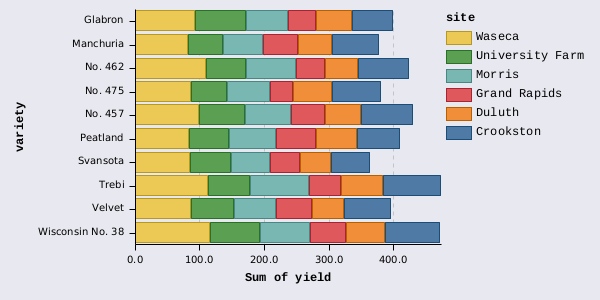 Glabron
Manchuria
No. 462
No. 475
No. 457
Peatland
Svansota
Trebi
Velvet
Wisconsin No. 38
variety
0.0 100.0 200.0 300.0 400.0
Sum of yield
site
Waseca
University Farm
Morris
Grand Rapids
Duluth
Crookston